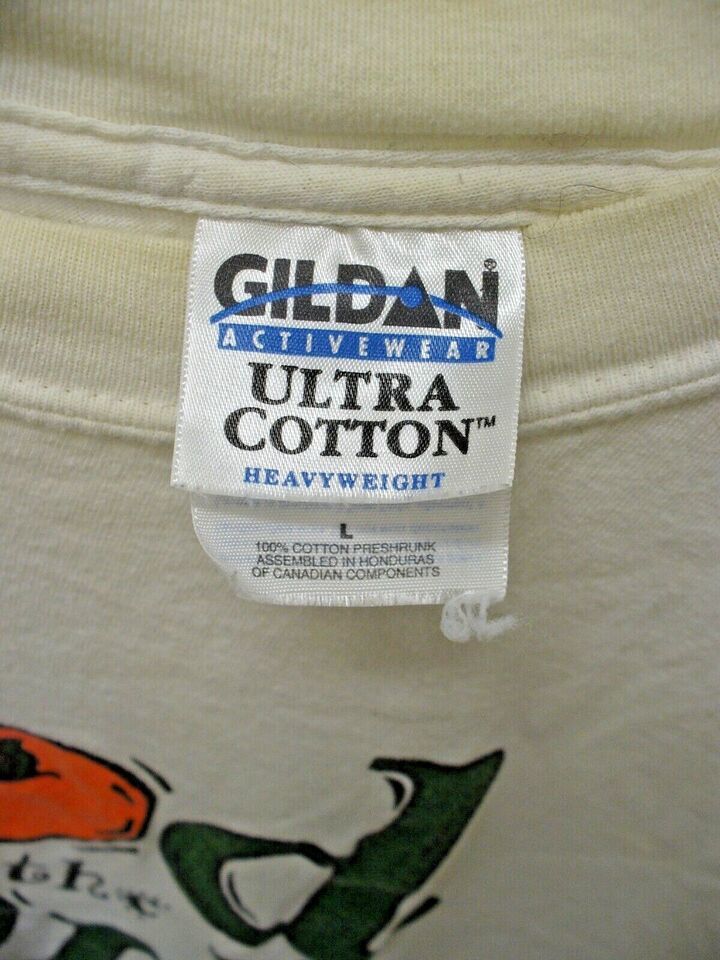 GILDAN®
ACTIVEWEAR
ULTRA
COTTON™
HEAVYWEIGHT
L
100% COTTON PRESHRUNK
ASSEMBLED IN HONDURAS
OF CANADIAN COMPONENTS
the